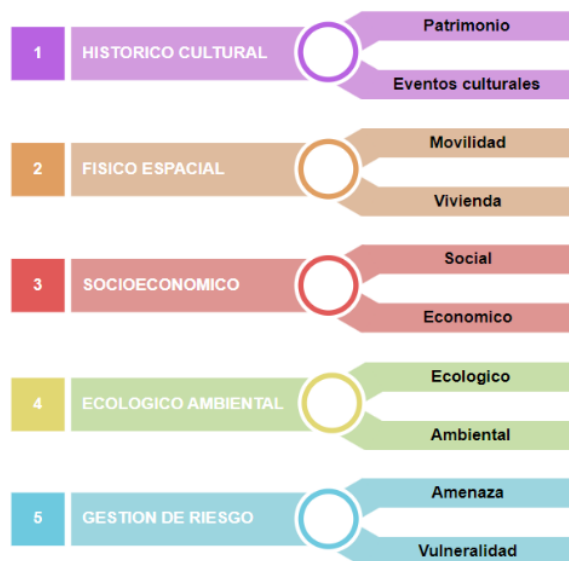 1
HISTORICO CULTURAL
Patrimonio
Eventos culturales
2
FISICO ESPACIAL
Movilidad
Vivienda
3
SOCIOECONOMICO
Social
Economico
4
ECOLOGICO AMBIENTAL
Ecologico
Ambiental
5
GESTION DE RIESGO
Amenaza
Vulneralidad